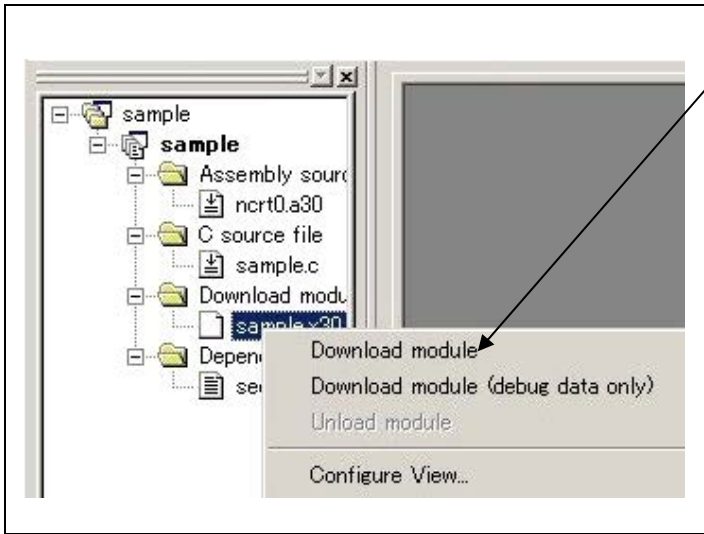 sample
sample
Assembly sourc
ncrt0.a30
C source file
sample.c
Download modu
sample.x30
Download module
Depen
Download module (debug data only)
se
Unload module
Configure View...